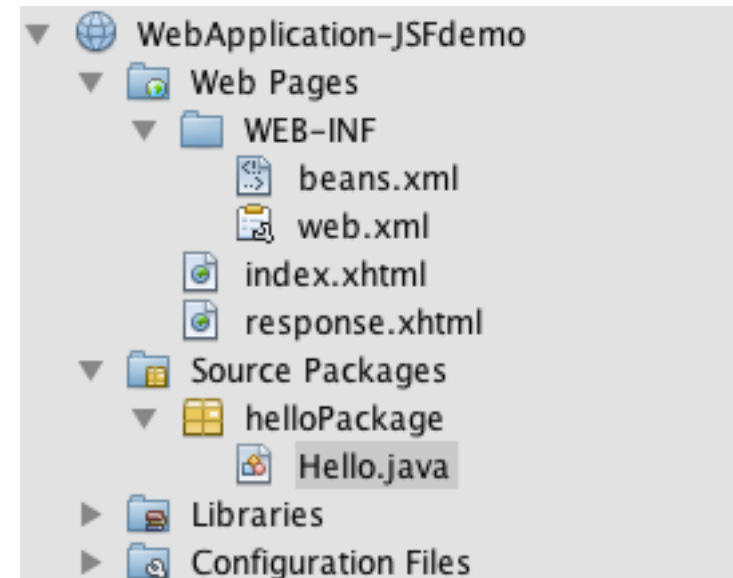 WebApplication-JSFdemo
Web Pages
WEB-INF
beans.xml
web.xml
index.xhtml
response.xhtml
Source Packages
helloPackage
Hello.java
Libraries
Configuration Files